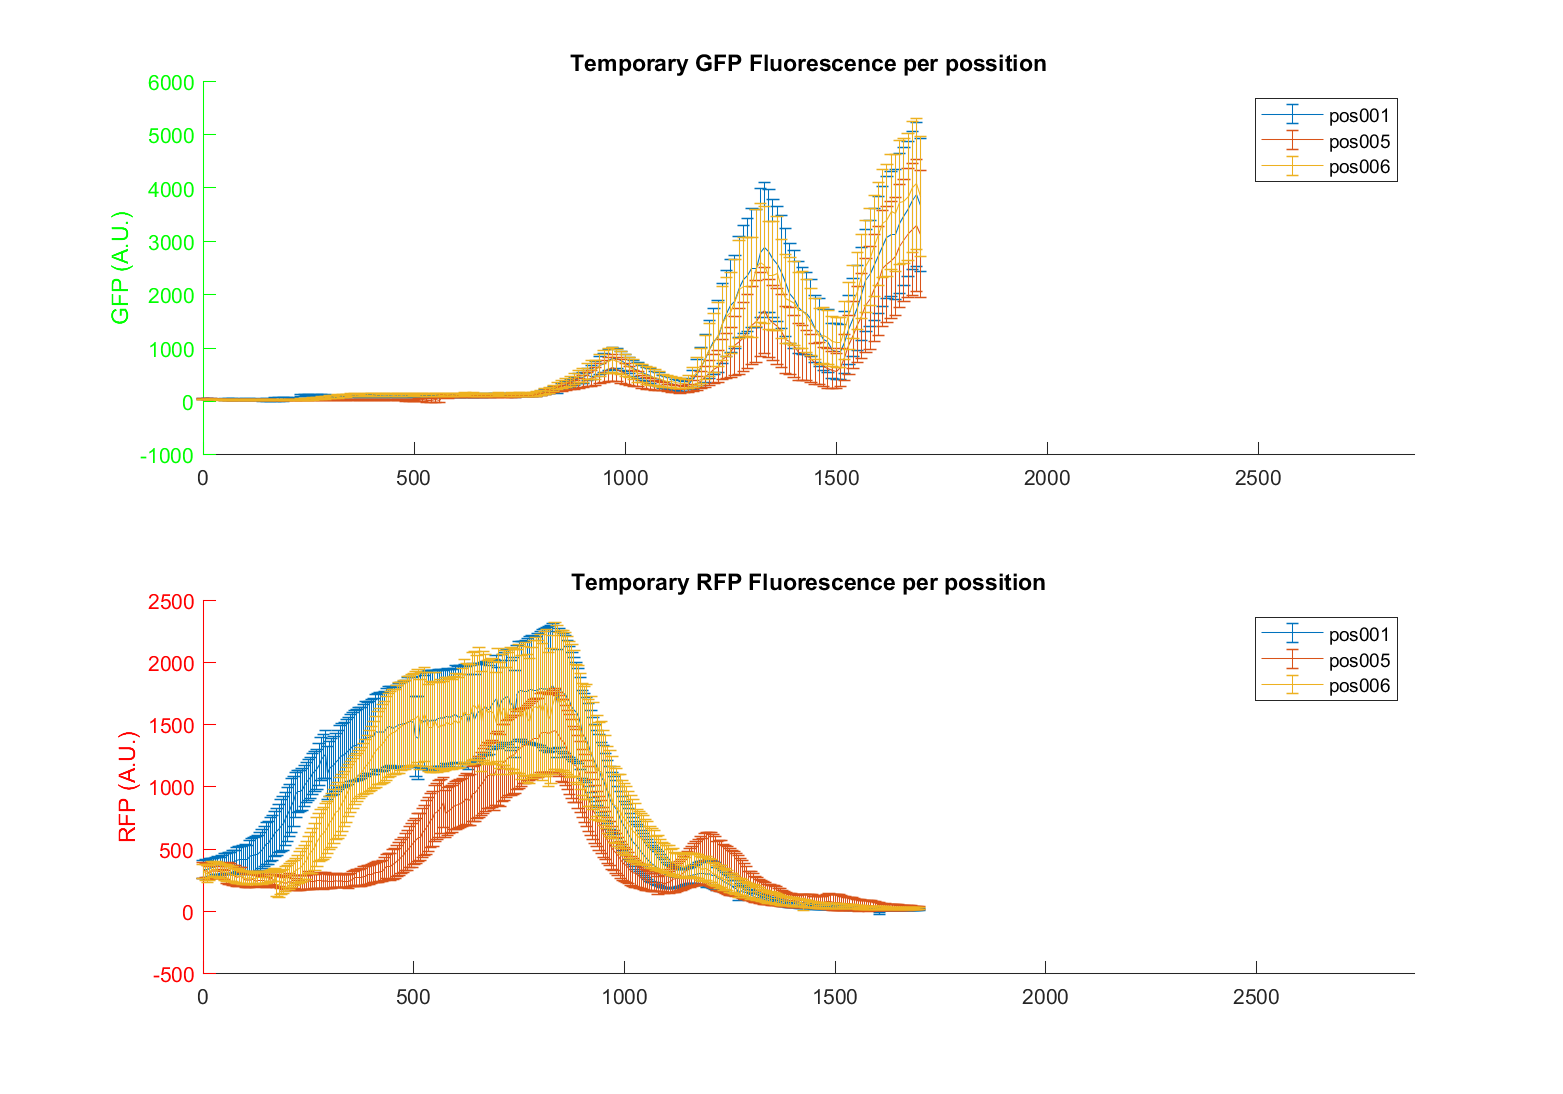 Temporary GFP Fluorescence per possition
6000
5000
4000
3000
2000
1000
0
-1000
GFP (A.U.)
0 500 1000 1500 2000 2500
pos001
pos005
pos006
Temporary RFP Fluorescence per possition
2500
2000
1500
1000
500
0
-500
RFP (A.U.)
0 500 1000 1500 2000 2500
pos001
pos005
pos006